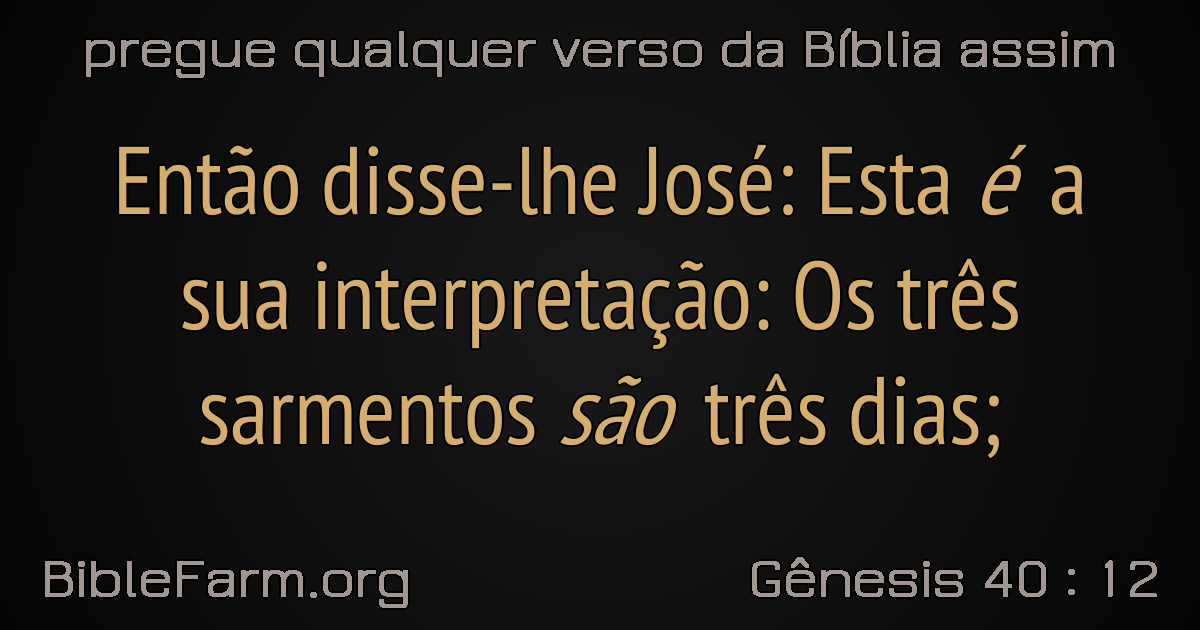 pregue qualquer verso da Bíblia assim
Então disse-lhe José: Esta é a
sua interpretação: Os três
sarmentos são três dias;
BibleFarm.org
Gênesis 40 : 12